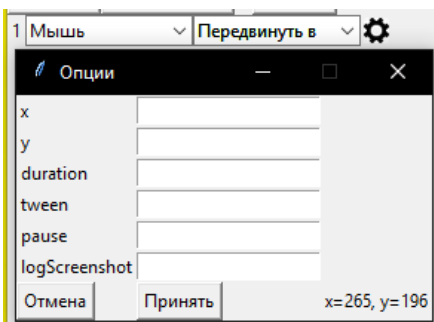 1 Мышь Передвинуть в
Опции
x
y
duration
tween
pause
logScreenshot
Отмена Принять x=265, y=196